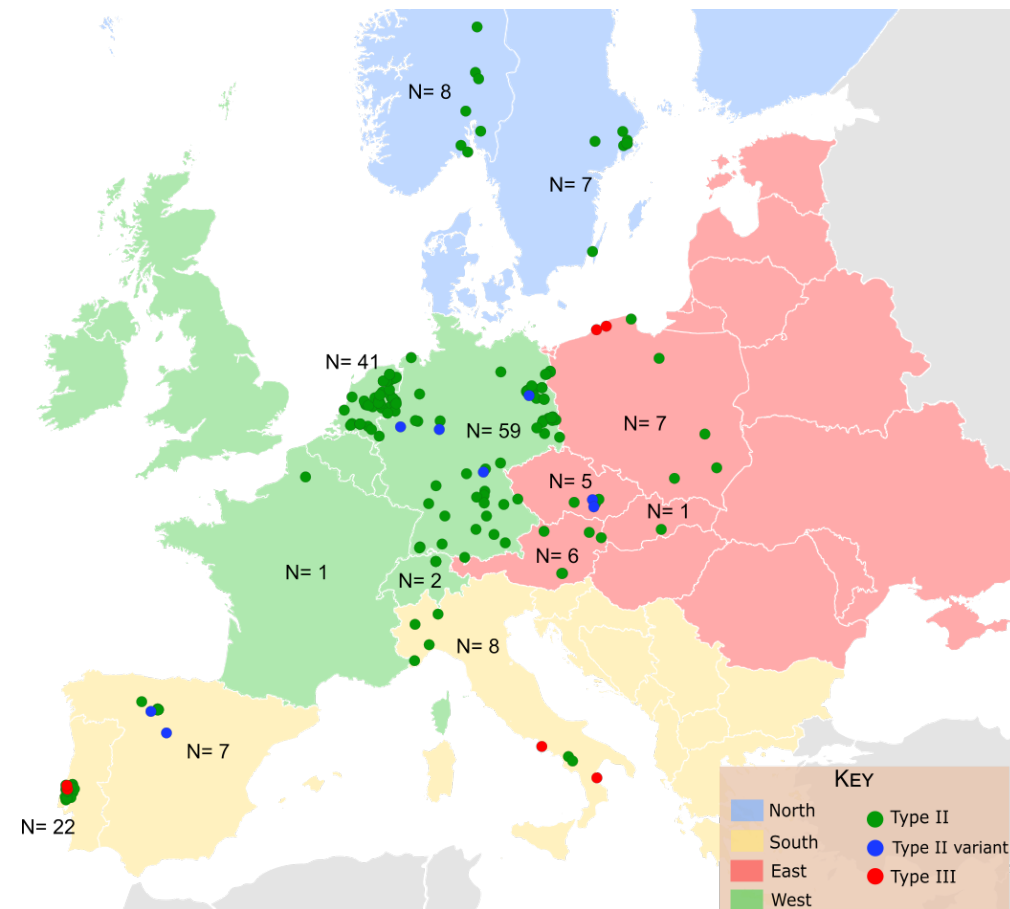 N= 8
N= 7
N= 41
N= 59
N= 7
N= 5
N= 1
N= 6
N= 1
N= 2
N= 8
N= 7
N= 22
KEY
North
South
East
West
Type II
Type II variant
Type III